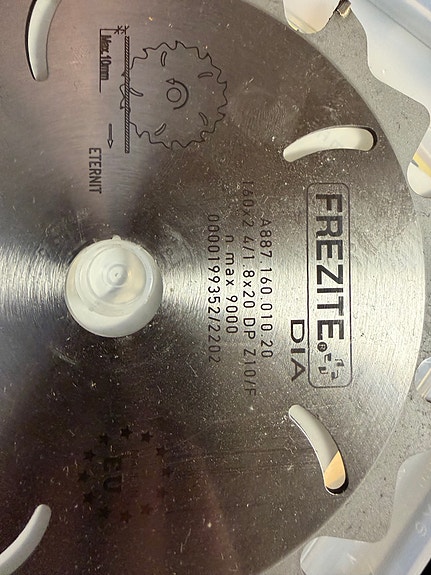 FREZITE®
DIA
A887.160.010.20
160x2.4/1.8x20 DP Z10/F
n max 9000
0000199352/2202
*
Max.10mm
ETERNIT
EU